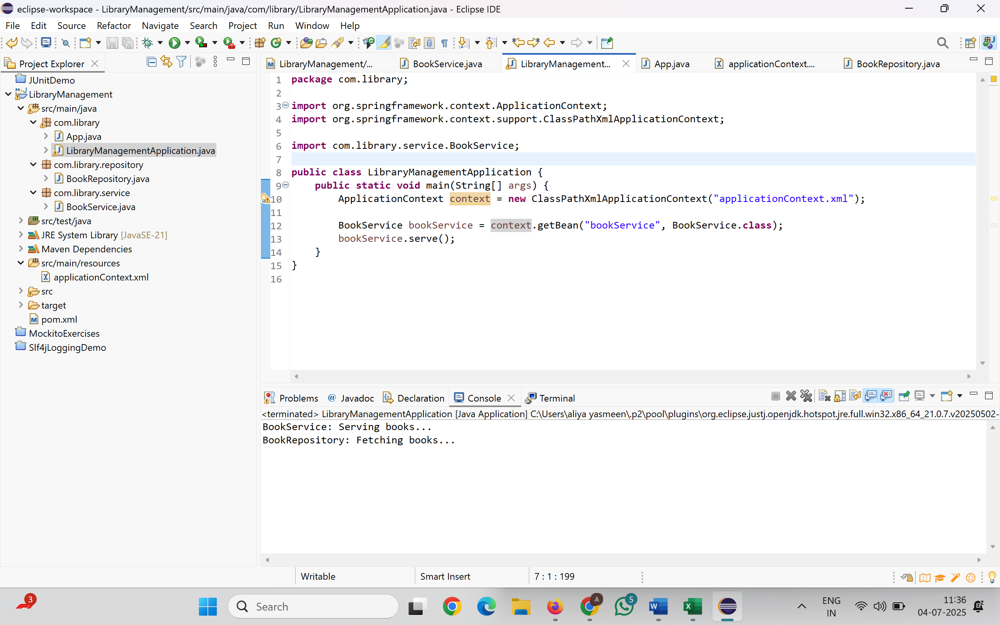 eclipse-workspace - LibraryManagement/src/main/java/com/library/LibraryManagementApplication.java - Eclipse IDE
File Edit Source Refactor Navigate Search Project Run Window Help
Project Explorer
JUnitDemo
LibraryManagement
src/main/java
com.library
App.java
LibraryManagementApplication.java
com.library.repository
BookRepository.java
com.library.service
BookService.java
src/test/java
JRE System Library [JavaSE-21]
Maven Dependencies
src/main/resources
applicationContext.xml
src
target
pom.xml
MockitoExercises
Slf4jLoggingDemo
LibraryManagement/... BookService.java LibraryManagement... App.java applicationContext.... BookRepository.java
1 package com.library;
2
3 import org.springframework.context.ApplicationContext;
4 import org.springframework.context.support.ClassPathXmlApplicationContext;
5
6 import com.library.service.BookService;
7
8 public class LibraryManagementApplication {
9 public static void main(String[] args) {
10 ApplicationContext context = new ClassPathXmlApplicationContext("applicationContext.xml");
11
12 BookService bookService = context.getBean("bookService", BookService.class);
13 bookService.serve();
14 }
15 }
16
Problems @ Javadoc Declaration Console Terminal
<terminated> LibraryManagementApplication [Java Application] C:\Users\aliya yasmeen\.p2\pool\plugins\org.eclipse.justj.openjdk.hotspot.jre.full.win32.x86_64_21.0.7.v20250502-
BookService: Serving books...
BookRepository: Fetching books...
Writable Smart Insert 7 : 1 : 199
3
Search
A
5
ENG
IN
11:36
04-07-2025